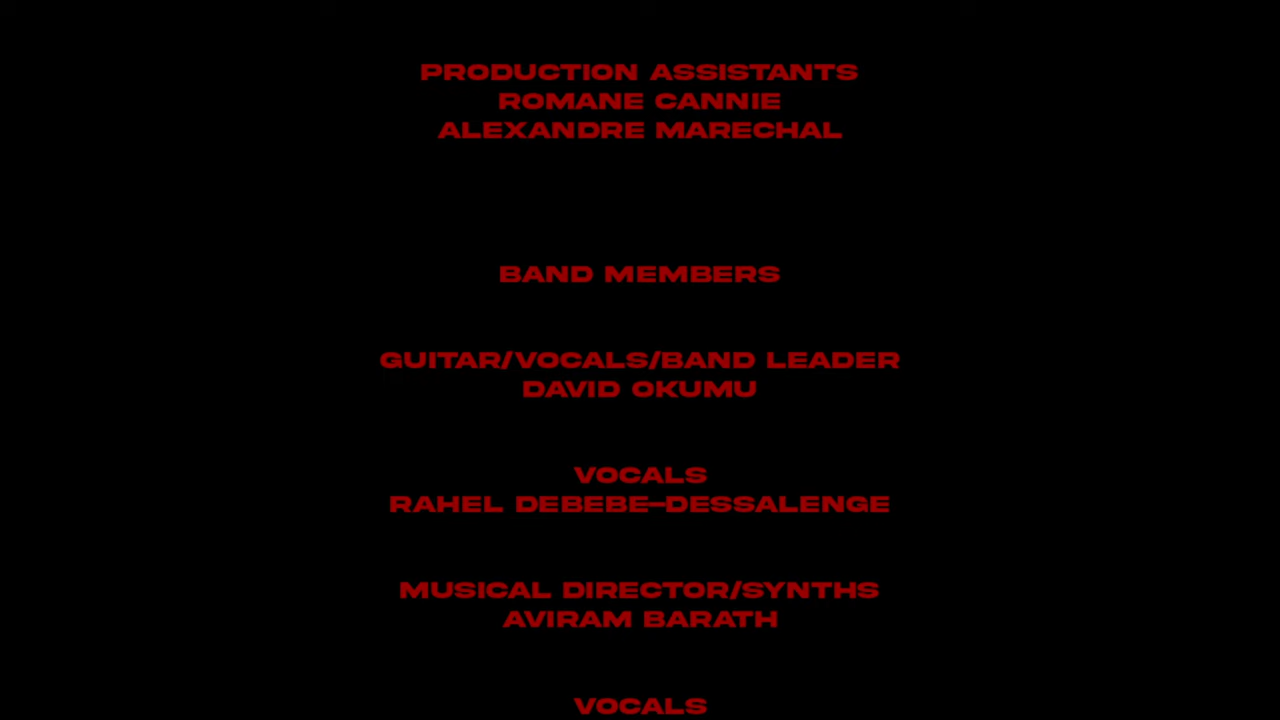 PRODUCTION ASSISTANTS
ROMANE CANNIE
ALEXANDRE MARECHAL
BAND MEMBERS
GUITAR/VOCALS/BAND LEADER
DAVID OKUMU
VOCALS
RAHEL DEBEBE-DESSALENGE
MUSICAL DIRECTOR/SYNTHS
AVIRAM BARATH
VOCALS